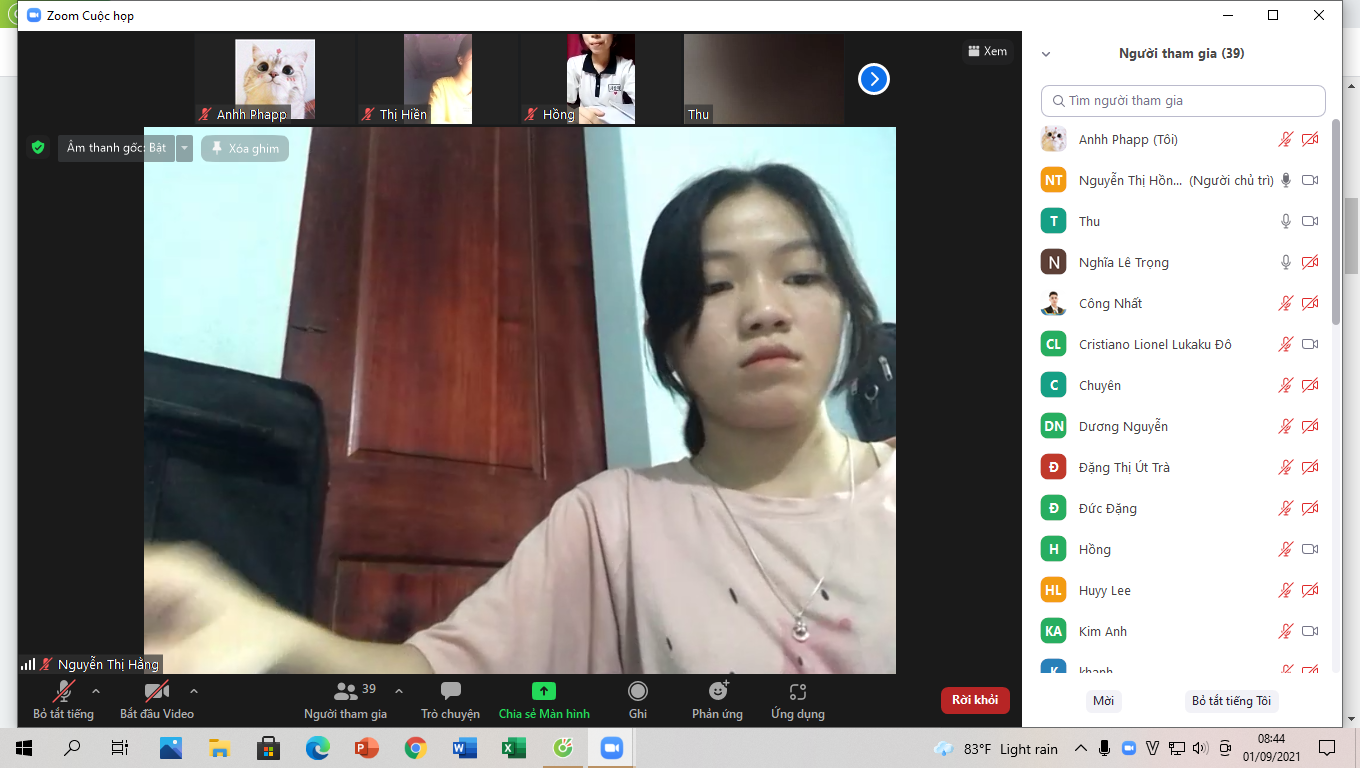 Zoom Cuộc họp
Anhh Phapp
Thị Hiền
Hồng
Thu
Xem
Âm thanh gốc: Bật
Xóa ghim
Nguyễn Thị Hằng
Bỏ tắt tiếng
Bắt đầu Video
39
Người tham gia
Trò chuyện
Chia sẻ Màn hình
Ghi
Phản ứng
Ứng dụng
Rời khỏi
Người tham gia (39)
Tìm người tham gia
Anhh Phapp (Tôi)
NT Nguyễn Thị Hồn... (Người chủ trì)
T Thu
N Nghĩa Lê Trọng
Công Nhất
CL Cristiano Lionel Lukaku Đô
C Chuyên
DN Dương Nguyễn
Đ Đặng Thị Út Trà
Đ Đức Đặng
H Hồng
HL Huyy Lee
KA Kim Anh
K khanh
Mời
Bỏ tắt tiếng Tôi
83°F Light rain
08:44
01/09/2021